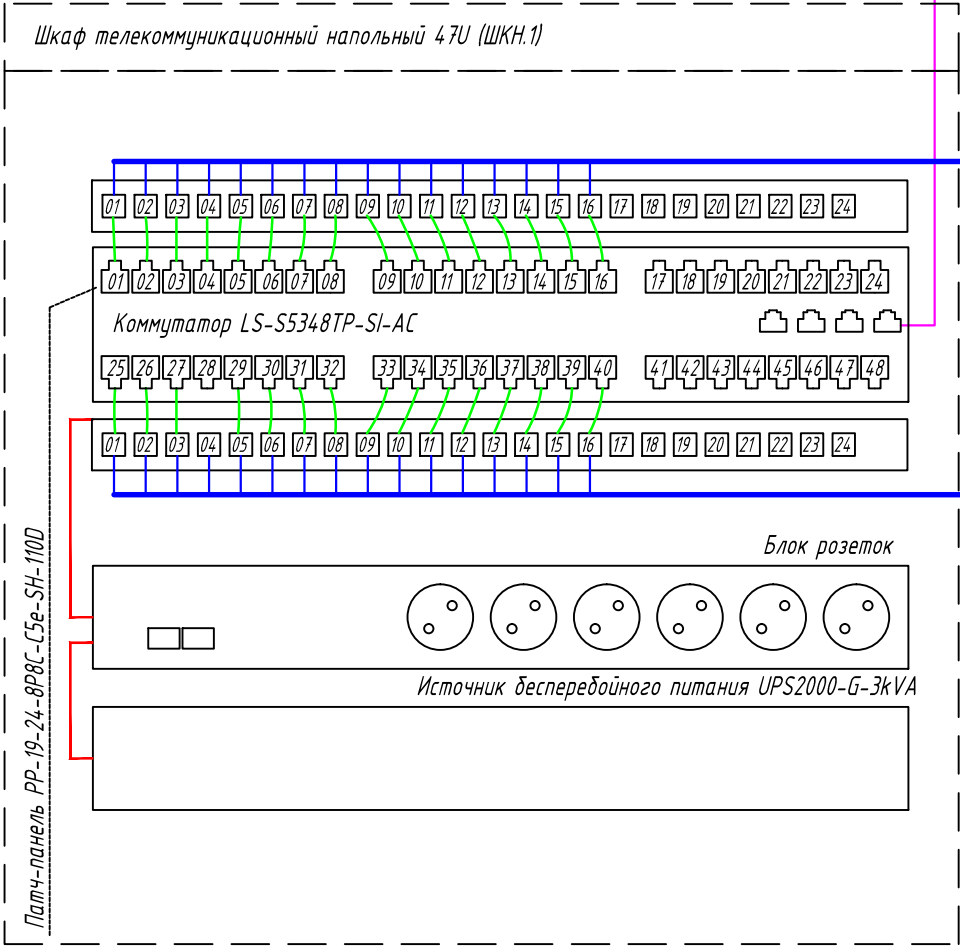 Шкаф телекоммуникационный напольный 47U (ШКН.1)
01 02 03 04 05 06 07 08 09 10 11 12 13 14 15 16 17 18 19 20 21 22 23 24
01 02 03 04 05 06 07 08 09 10 11 12 13 14 15 16 17 18 19 20 21 22 23 24
Коммутатор LS-S5348TP-SI-AC
25 26 27 28 29 30 31 32 33 34 35 36 37 38 39 40 41 42 43 44 45 46 47 48
01 02 03 04 05 06 07 08 09 10 11 12 13 14 15 16 17 18 19 20 21 22 23 24
Блок розеток
Источник бесперебойного питания UPS2000-G-3kVA
Патч-панель PP-19-24-8P8C-C5e-SH-110D